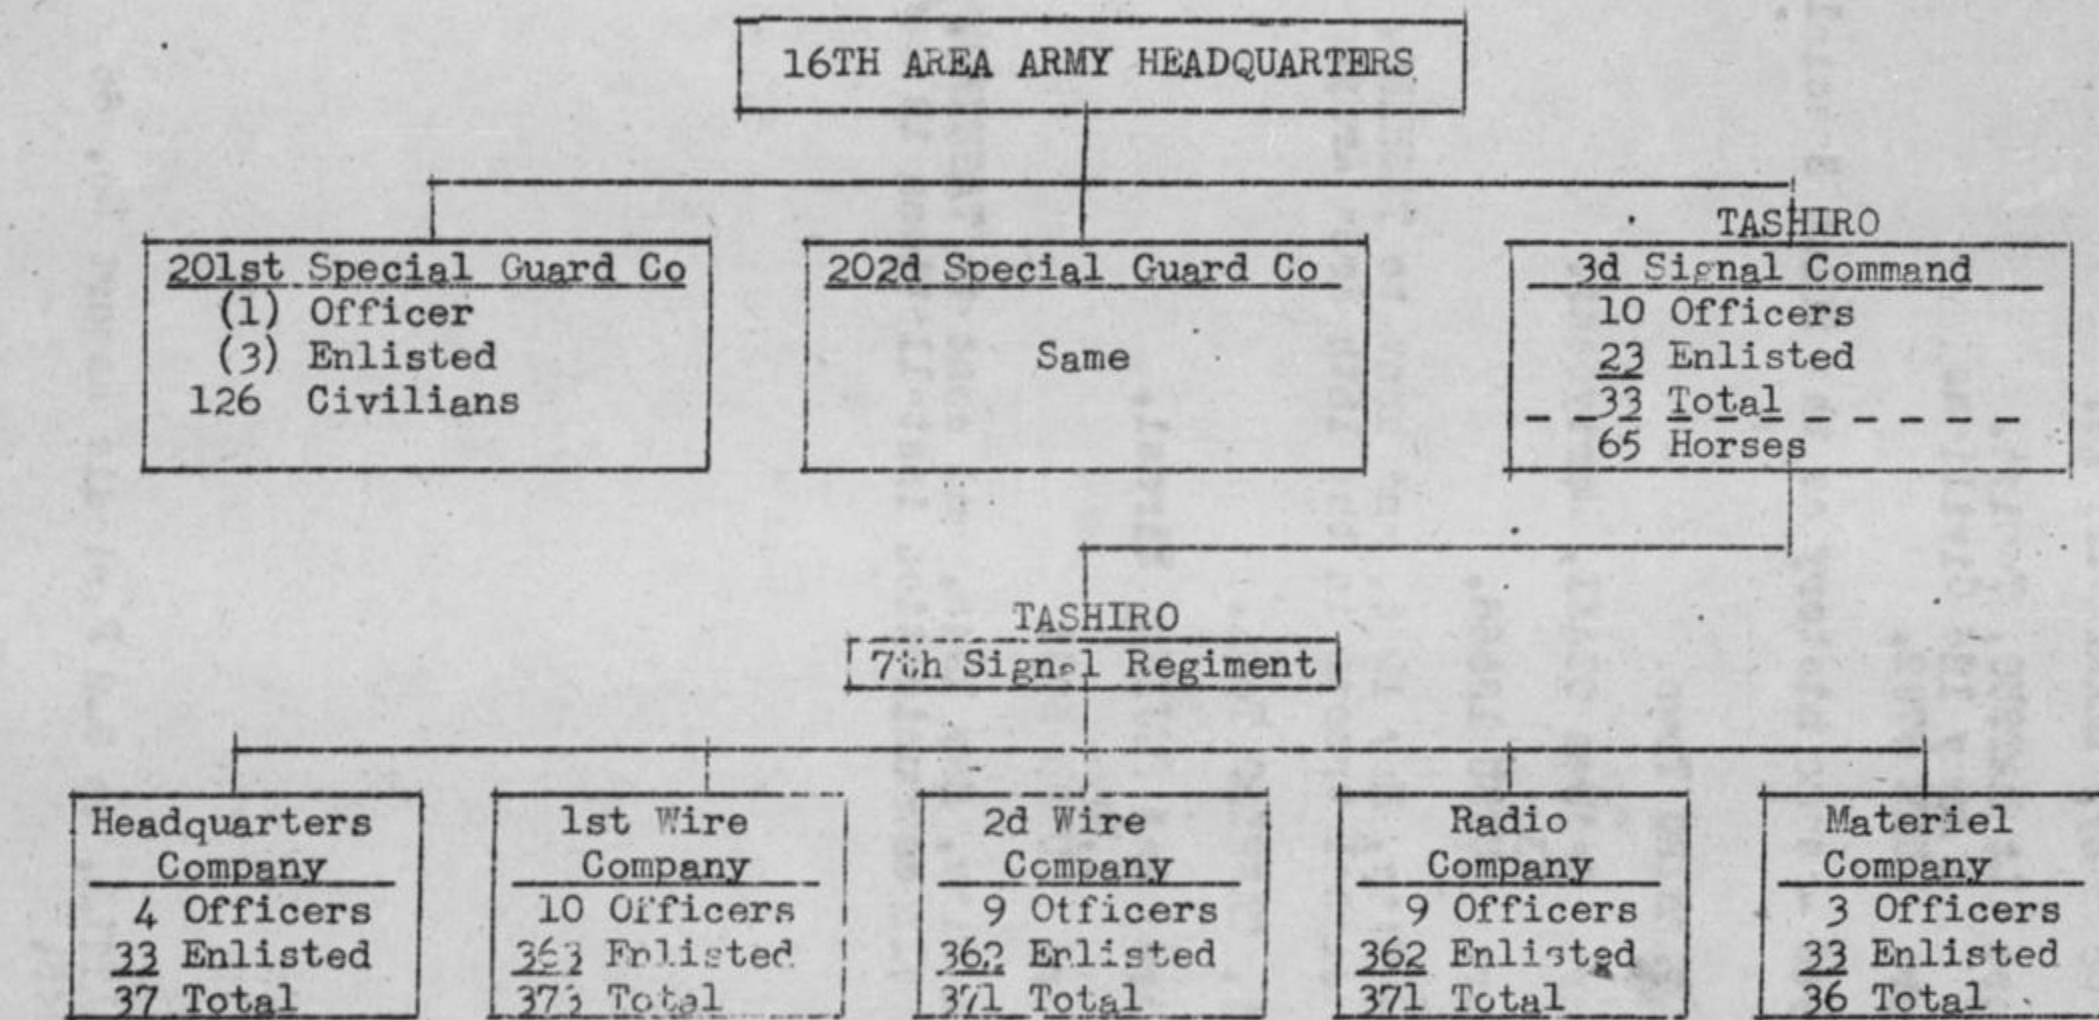 16TH AREA ARMY HEADQUARTERS
201st Special Guard Co
(1) Officer
(3) Enlisted
126 Civilians
202d Special Guard Co
Same
TASHIRO
3d Signal Command
10 Officers
23 Enlisted
33 Total
65 Horses
TASHIRO
7th Signal Regiment
Headquarters
Company
4 Officers
33 Enlisted
37 Total
1st Wire
Company
10 Officers
363 Enlisted
373 Total
2d Wire
Company
9 Officers
362 Enlisted
371 Total
Radio
Company
9 Officers
362 Enlisted
371 Total
Materiel
Company
3 Officers
33 Enlisted
36 Total